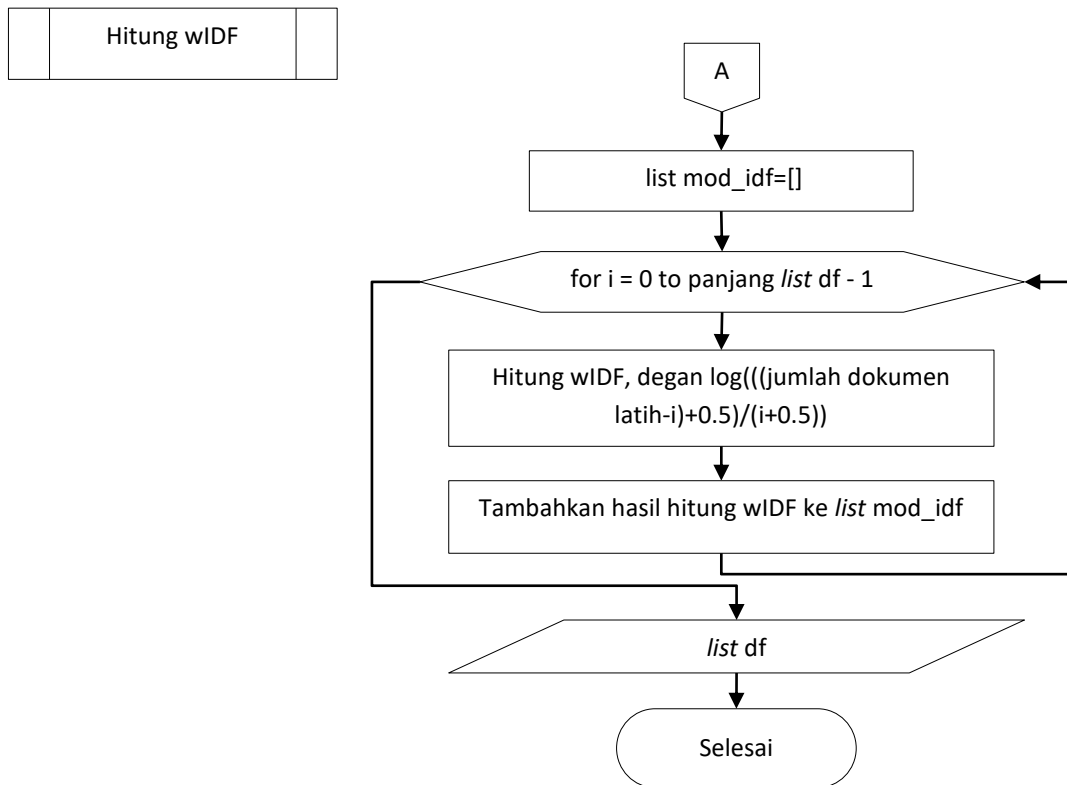 Hitung wIDF
A
list mod_idf=[]
for i = 0 to panjang list df - 1
Hitung wIDF, degan log(((jumlah dokumen
latih-i)+0.5)/(i+0.5))
Tambahkan hasil hitung wIDF ke list mod_idf
list df
Selesai